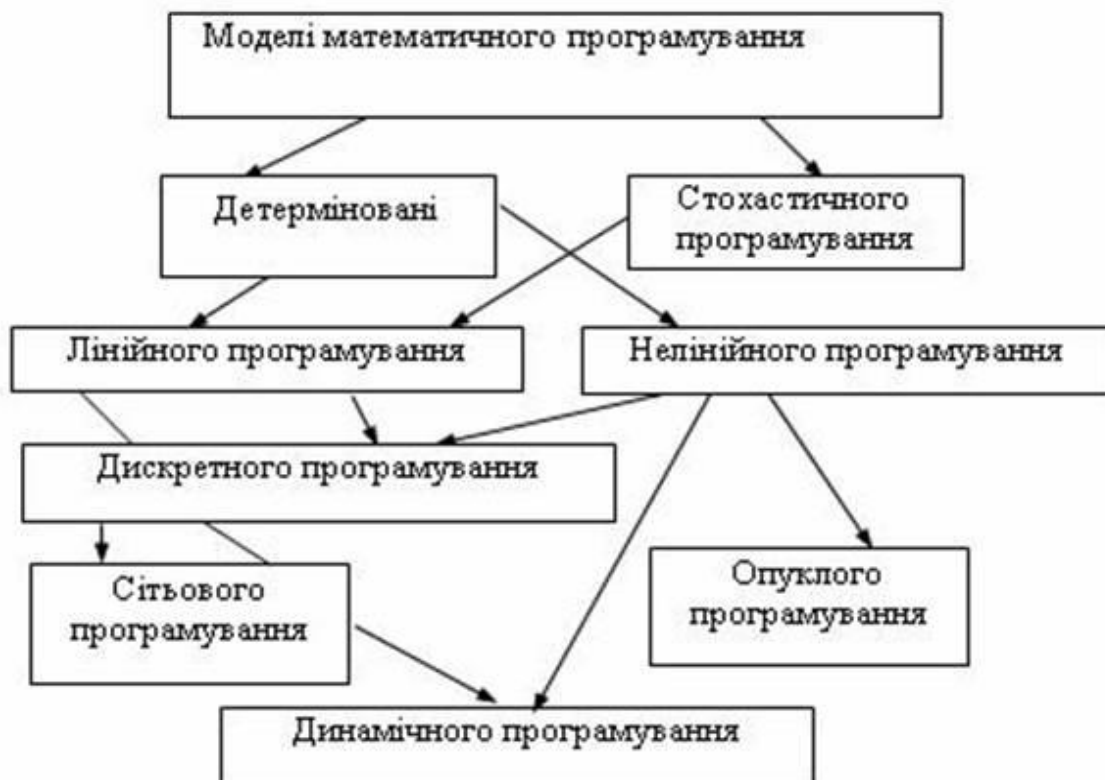 Моделі математичного програмування
Детерміновані
Стохастичного
програмування
Лінійного програмування
Нелінійного програмування
Дискретного програмування
Сітьового
програмування
Опуклого
програмування
Динамічного програмування